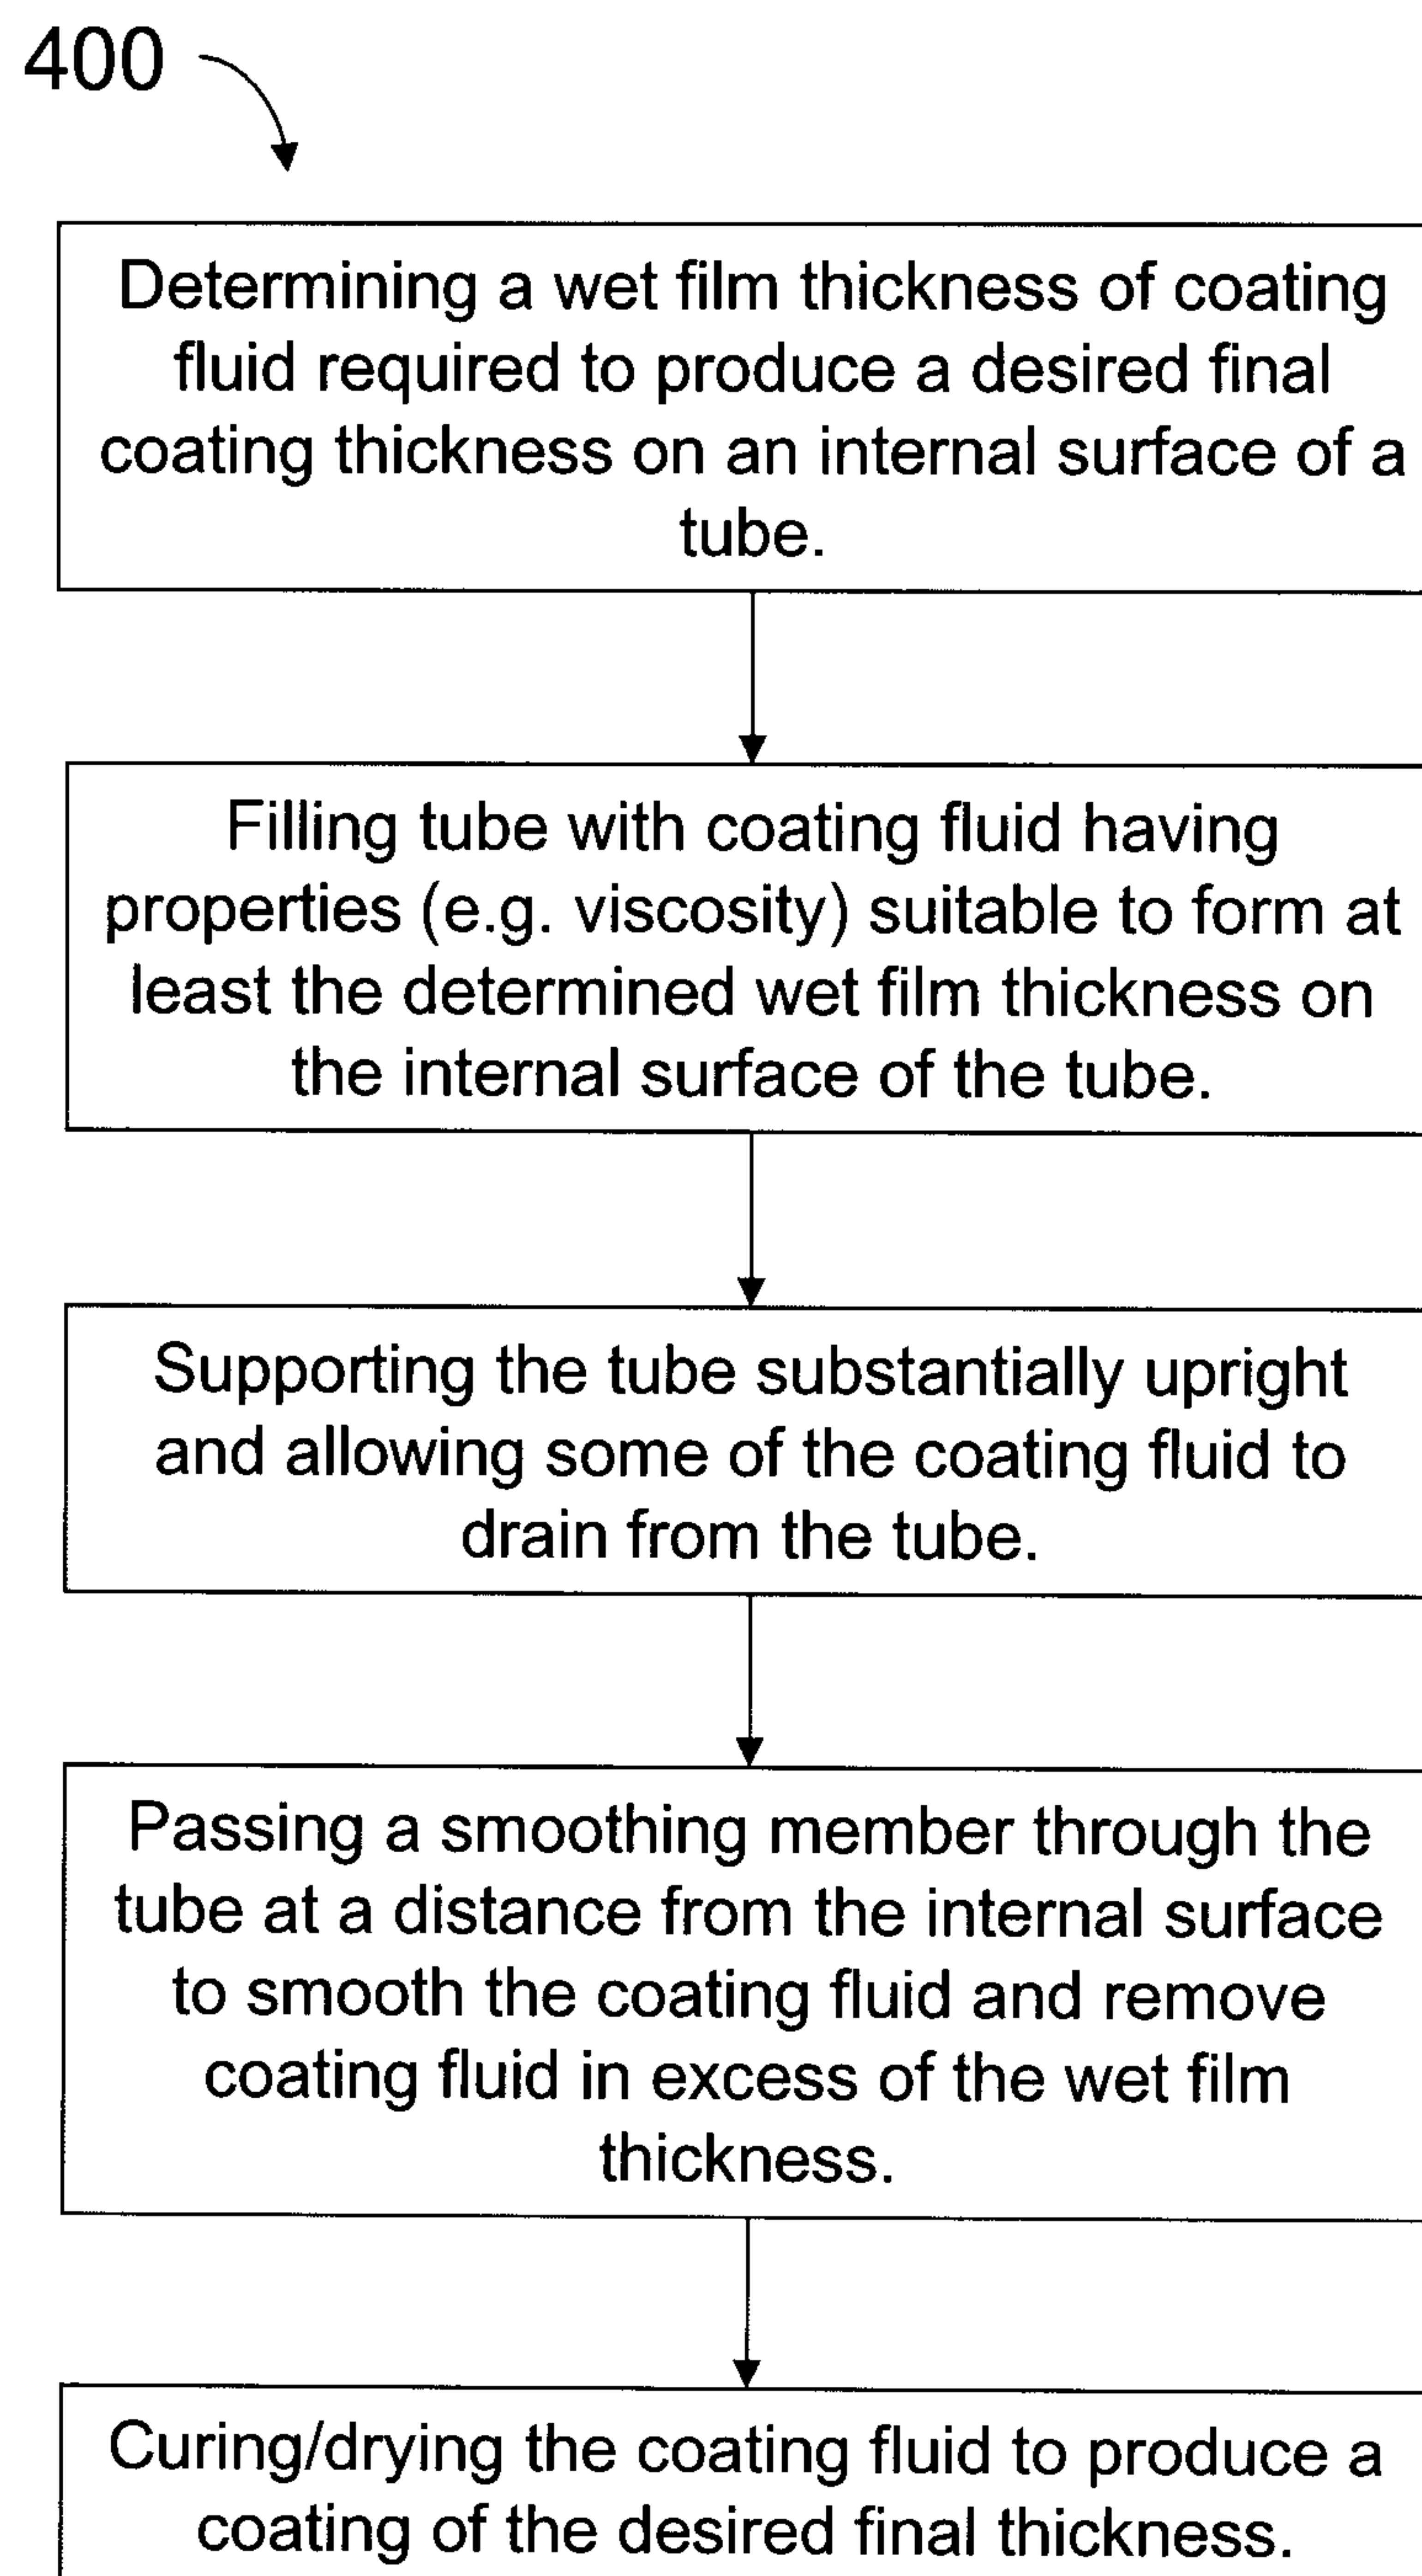 400
Determining a wet film thickness of coating
fluid required to produce a desired final
coating thickness on an internal surface of a
tube.
Filling tube with coating fluid having
properties (e.g. viscosity) suitable to form at
least the determined wet film thickness on
the internal surface of the tube.
Supporting the tube substantially upright
and allowing some of the coating fluid to
drain from the tube.
Passing a smoothing member through the
tube at a distance from the internal surface
to smooth the coating fluid and remove
coating fluid in excess of the wet film
thickness.
Curing/drying the coating fluid to produce a
coating of the desired final thickness.